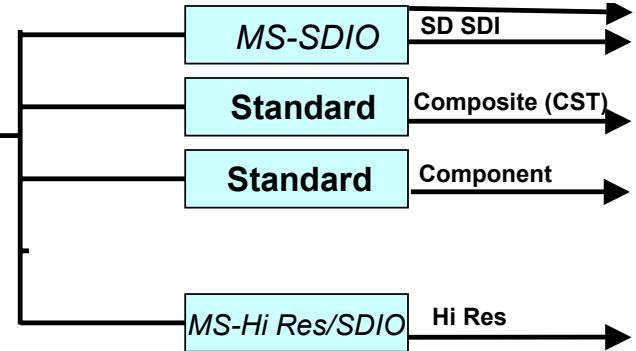 MS-SDIO
SD SDI
Standard
Composite (CST)
Standard
Component
MS-Hi Res/SDIO
Hi Res